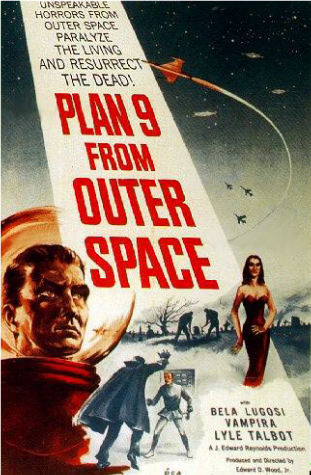 UNSPEAKABLE
HORRORS FROM
OUTER SPACE
PARALYZE
THE LIVING
AND RESURRECT
THE DEAD!
PLAN 9
FROM
OUTER
SPACE
with
BELA LUGOSI
VAMPIRA
LYLE TALBOT
A J. Edward Reynolds Production
Produced and Directed by
Edward D. Wood, Jr.